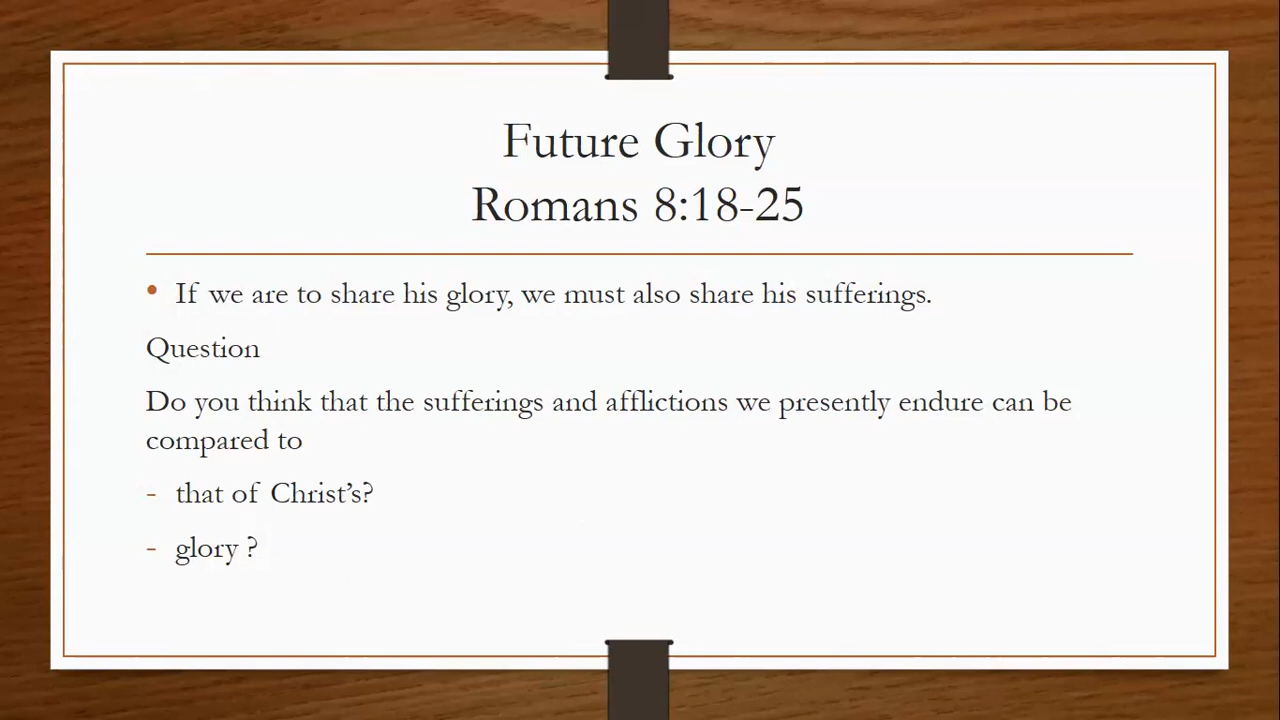 Future Glory
Romans 8:18-25
• If we are to share his glory, we must also share his sufferings.
Question
Do you think that the sufferings and afflictions we presently endure can be
compared to
- that of Christ’s?
- glory ?